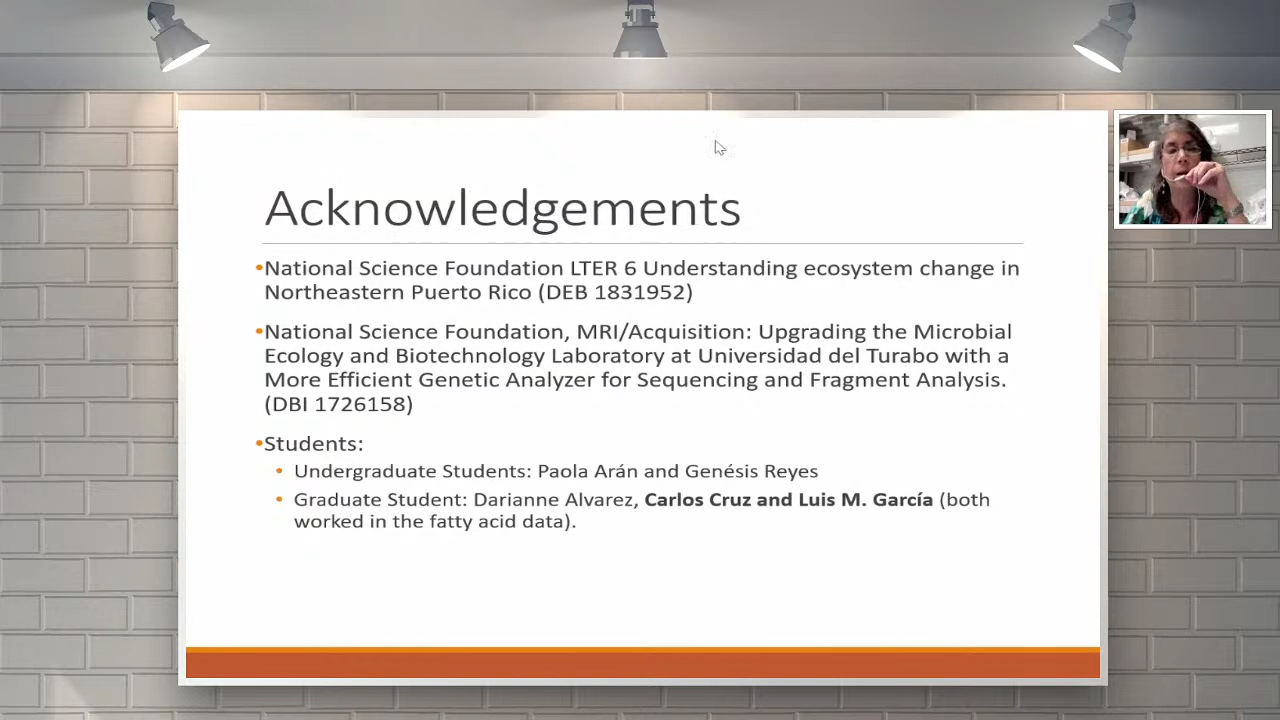 Acknowledgements
•National Science Foundation LTER 6 Understanding ecosystem change in
Northeastern Puerto Rico (DEB 1831952)
•National Science Foundation, MRI/Acquisition: Upgrading the Microbial
Ecology and Biotechnology Laboratory at Universidad del Turabo with a
More Efficient Genetic Analyzer for Sequencing and Fragment Analysis.
(DBI 1726158)
•Students:
• Undergraduate Students: Paola Arán and Genésis Reyes
• Graduate Student: Darianne Alvarez, Carlos Cruz and Luis M. García (both
worked in the fatty acid data).